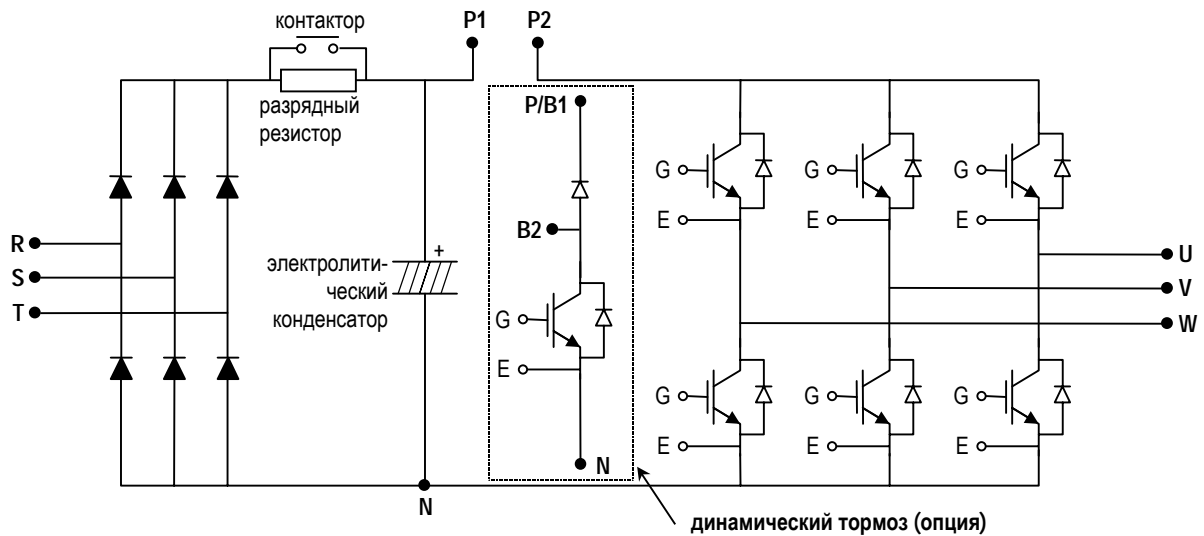 контактор
P1
P2
разрядный
резистор
P/B1
G
G
G
E
E
E
R
S
T
B2
U
V
W
+
электролити-
ческий
конденсатор
G
E
G
G
G
E
E
E
N
N
динамический тормоз (опция)